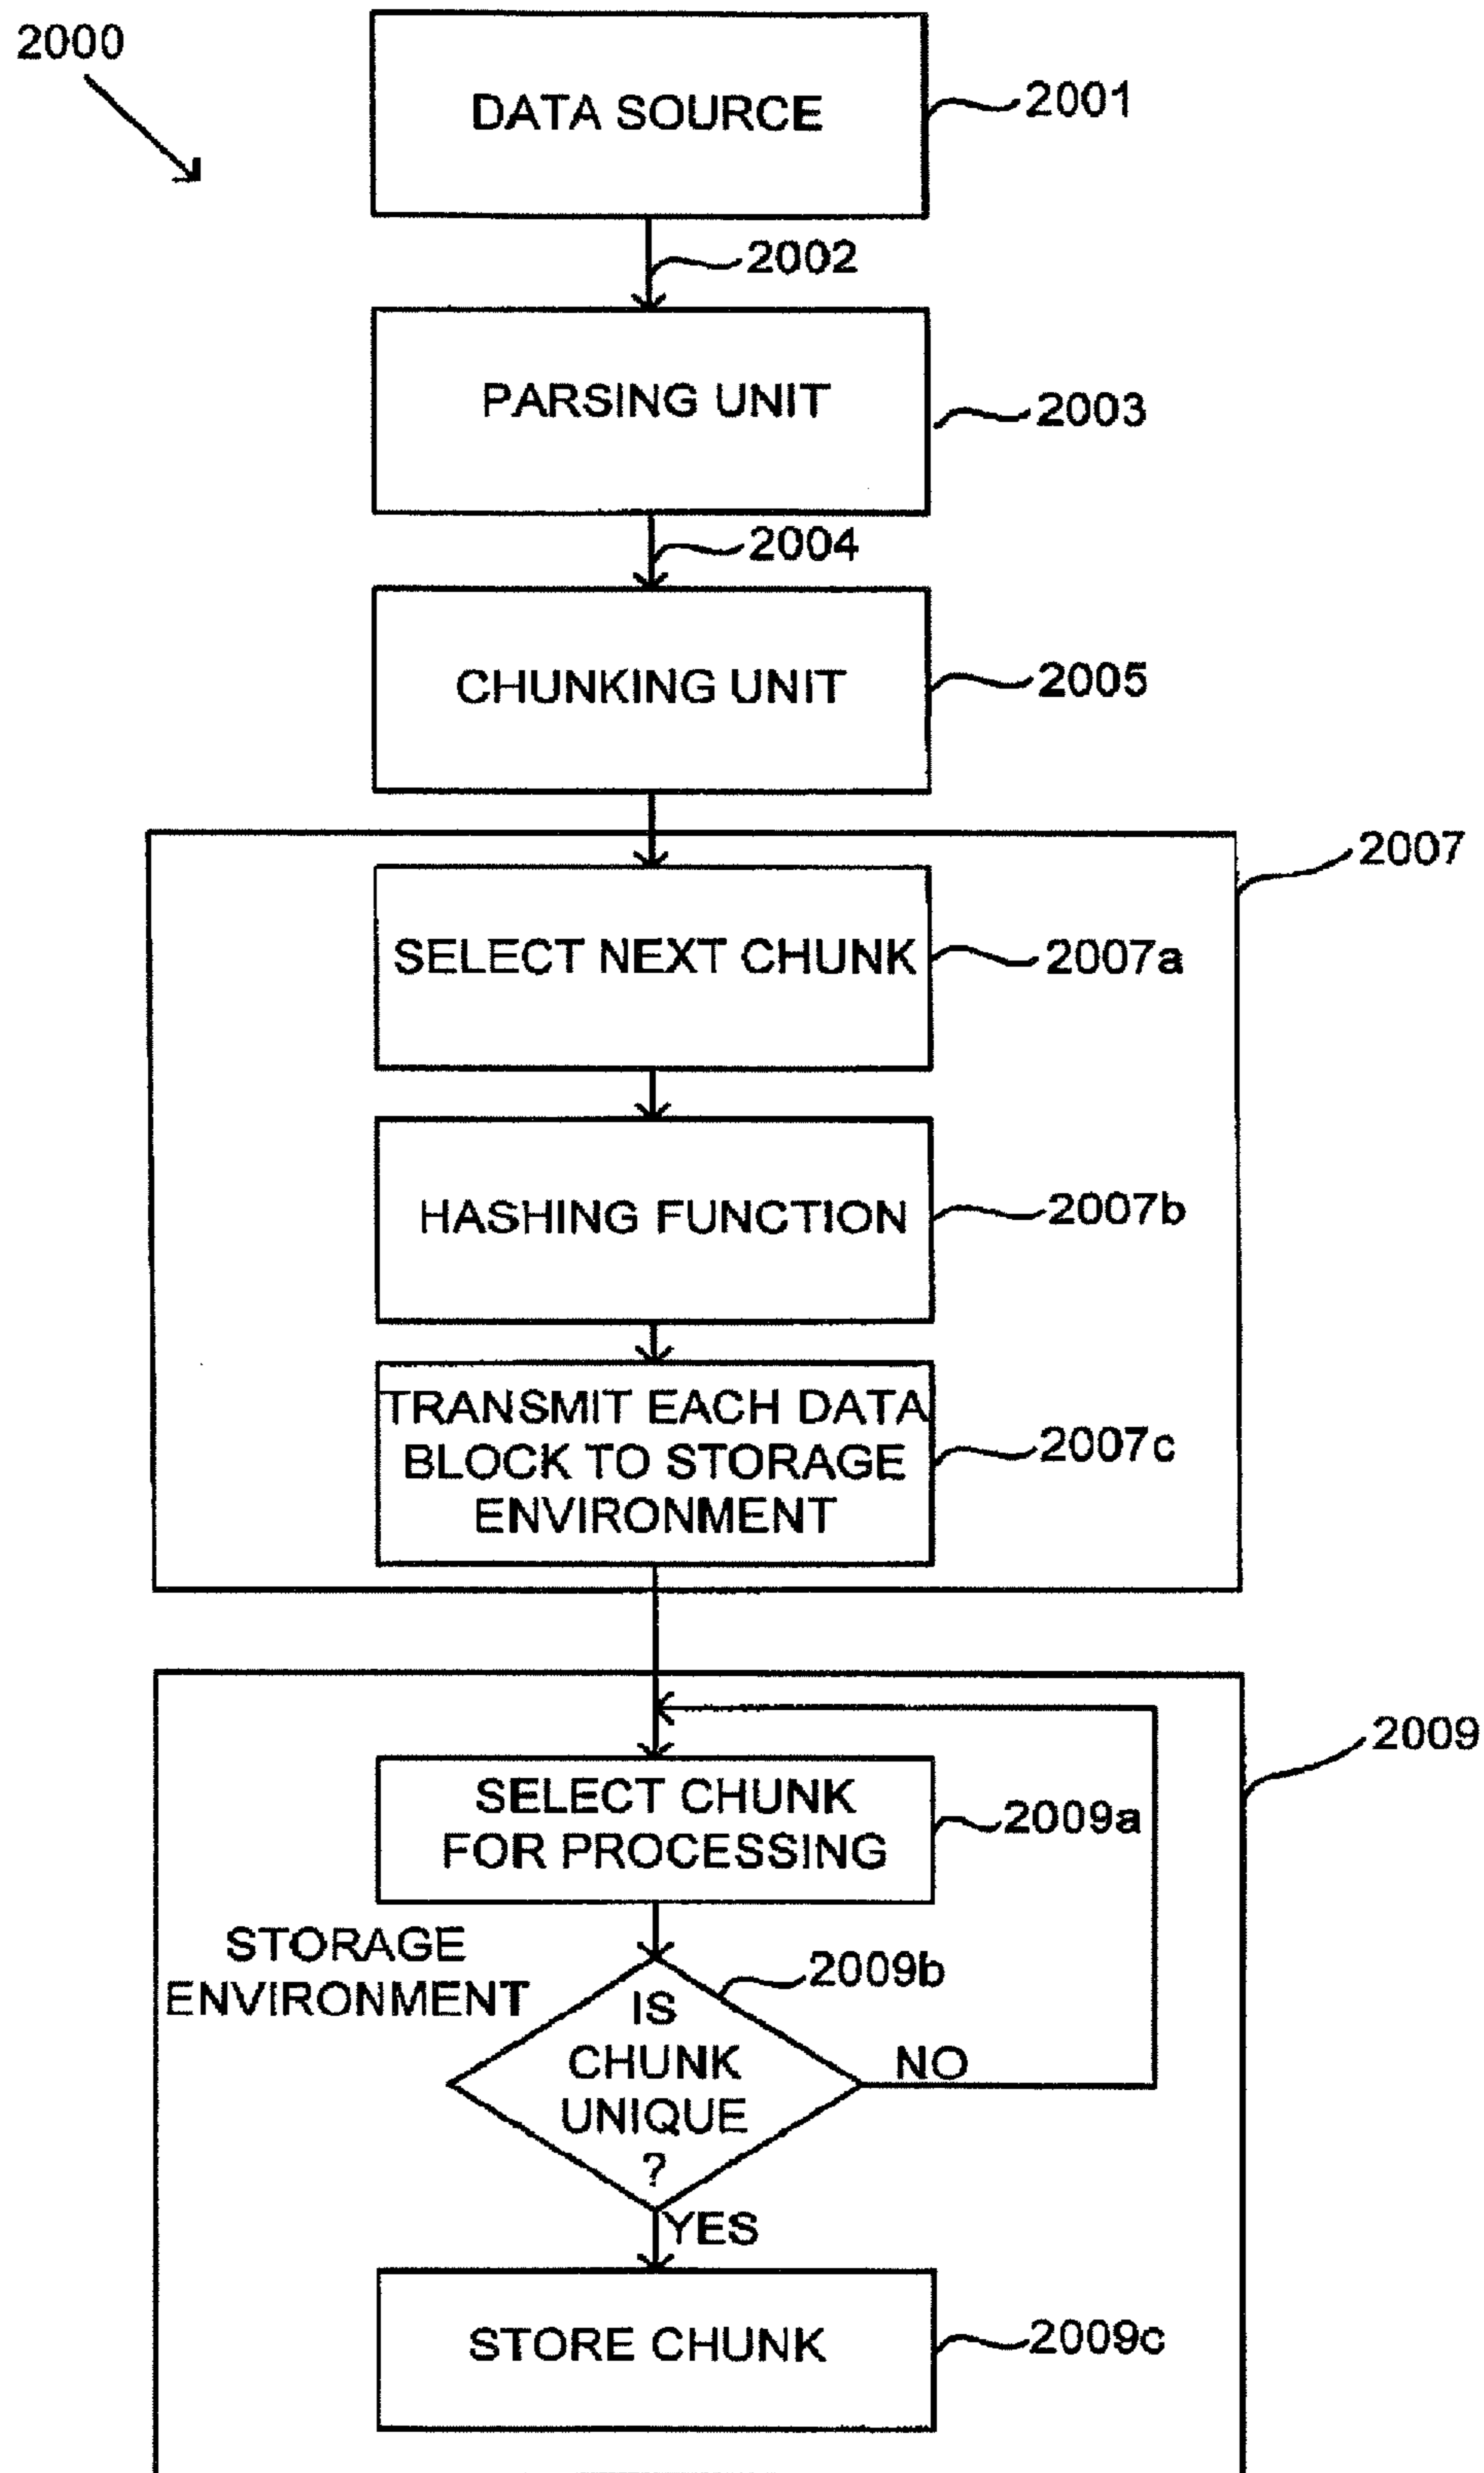 2000
DATA SOURCE
2001
2002
PARSING UNIT
2003
2004
CHUNKING UNIT
2005
2007
SELECT NEXT CHUNK
2007a
HASHING FUNCTION
2007b
TRANSMIT EACH DATA
BLOCK TO STORAGE
ENVIRONMENT
2007c
2009
SELECT CHUNK
FOR PROCESSING
2009a
STORAGE
ENVIRONMENT
2009b
IS
CHUNK
UNIQUE
?
NO
YES
STORE CHUNK
2009c